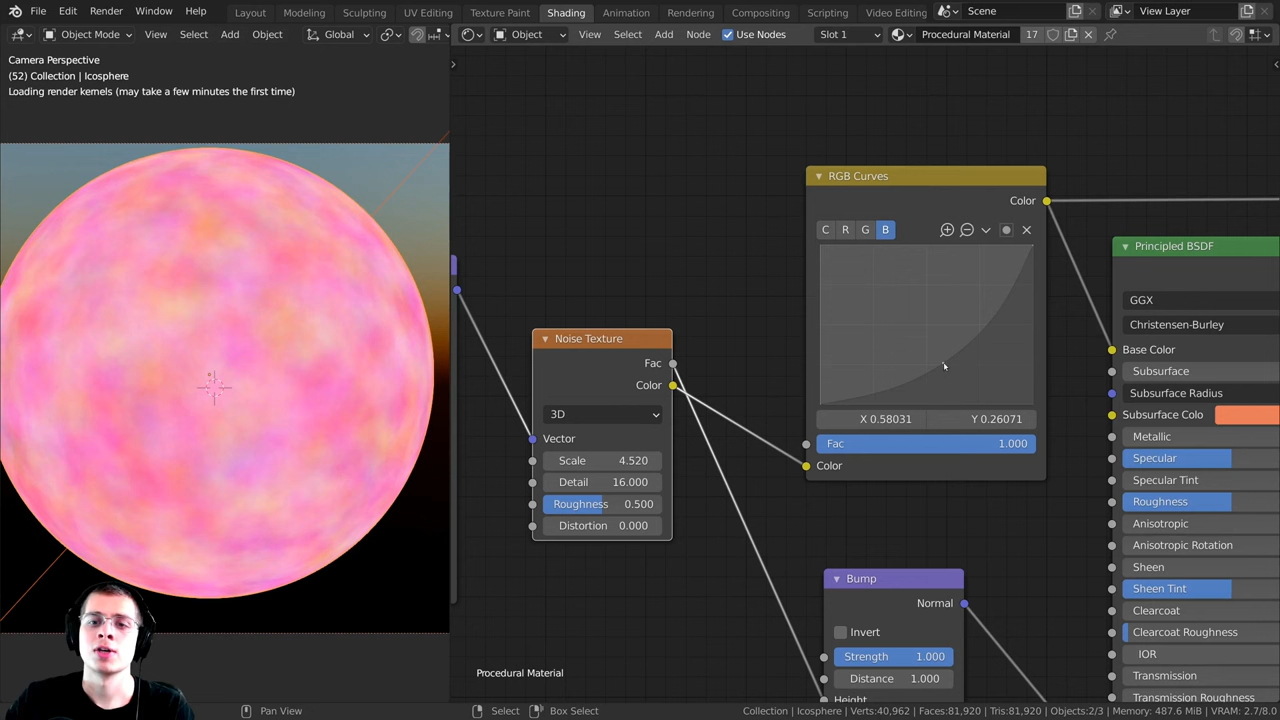 File Edit Render Window Help Layout Modeling Sculpting UV Editing Texture Paint Shading Animation Rendering Compositing Scripting Video Editing Scene View Layer
Object Mode View Select Add Object Global Object View Select Add Node Use Nodes Slot 1 Procedural Material 17
Camera Perspective
(52) Collection | Icosphere
Loading render kernels (may take a few minutes the first time)
RGB Curves
Color
C R G B
X 0.58031 Y 0.26071
Fac 1.000
Color
Noise Texture
Fac
Color
3D
Vector
Scale 4.520
Detail 16.000
Roughness 0.500
Distortion 0.000
Bump
Normal
Invert
Strength 1.000
Distance 1.000
Height
Principled BSDF
GGX
Christensen-Burley
Base Color
Subsurface
Subsurface Radius
Subsurface Colo
Metallic
Specular
Specular Tint
Roughness
Anisotropic
Anisotropic Rotation
Sheen
Sheen Tint
Clearcoat
Clearcoat Roughness
IOR
Transmission
Transmission Roughness
Procedural Material
Pan View Select Box Select Collection | Icosphere | Verts:40,962 | Faces:81,920 | Tris:81,920 | Objects:2/3 | Memory: 487.6 MiB | VRAM: 2.7/8.0